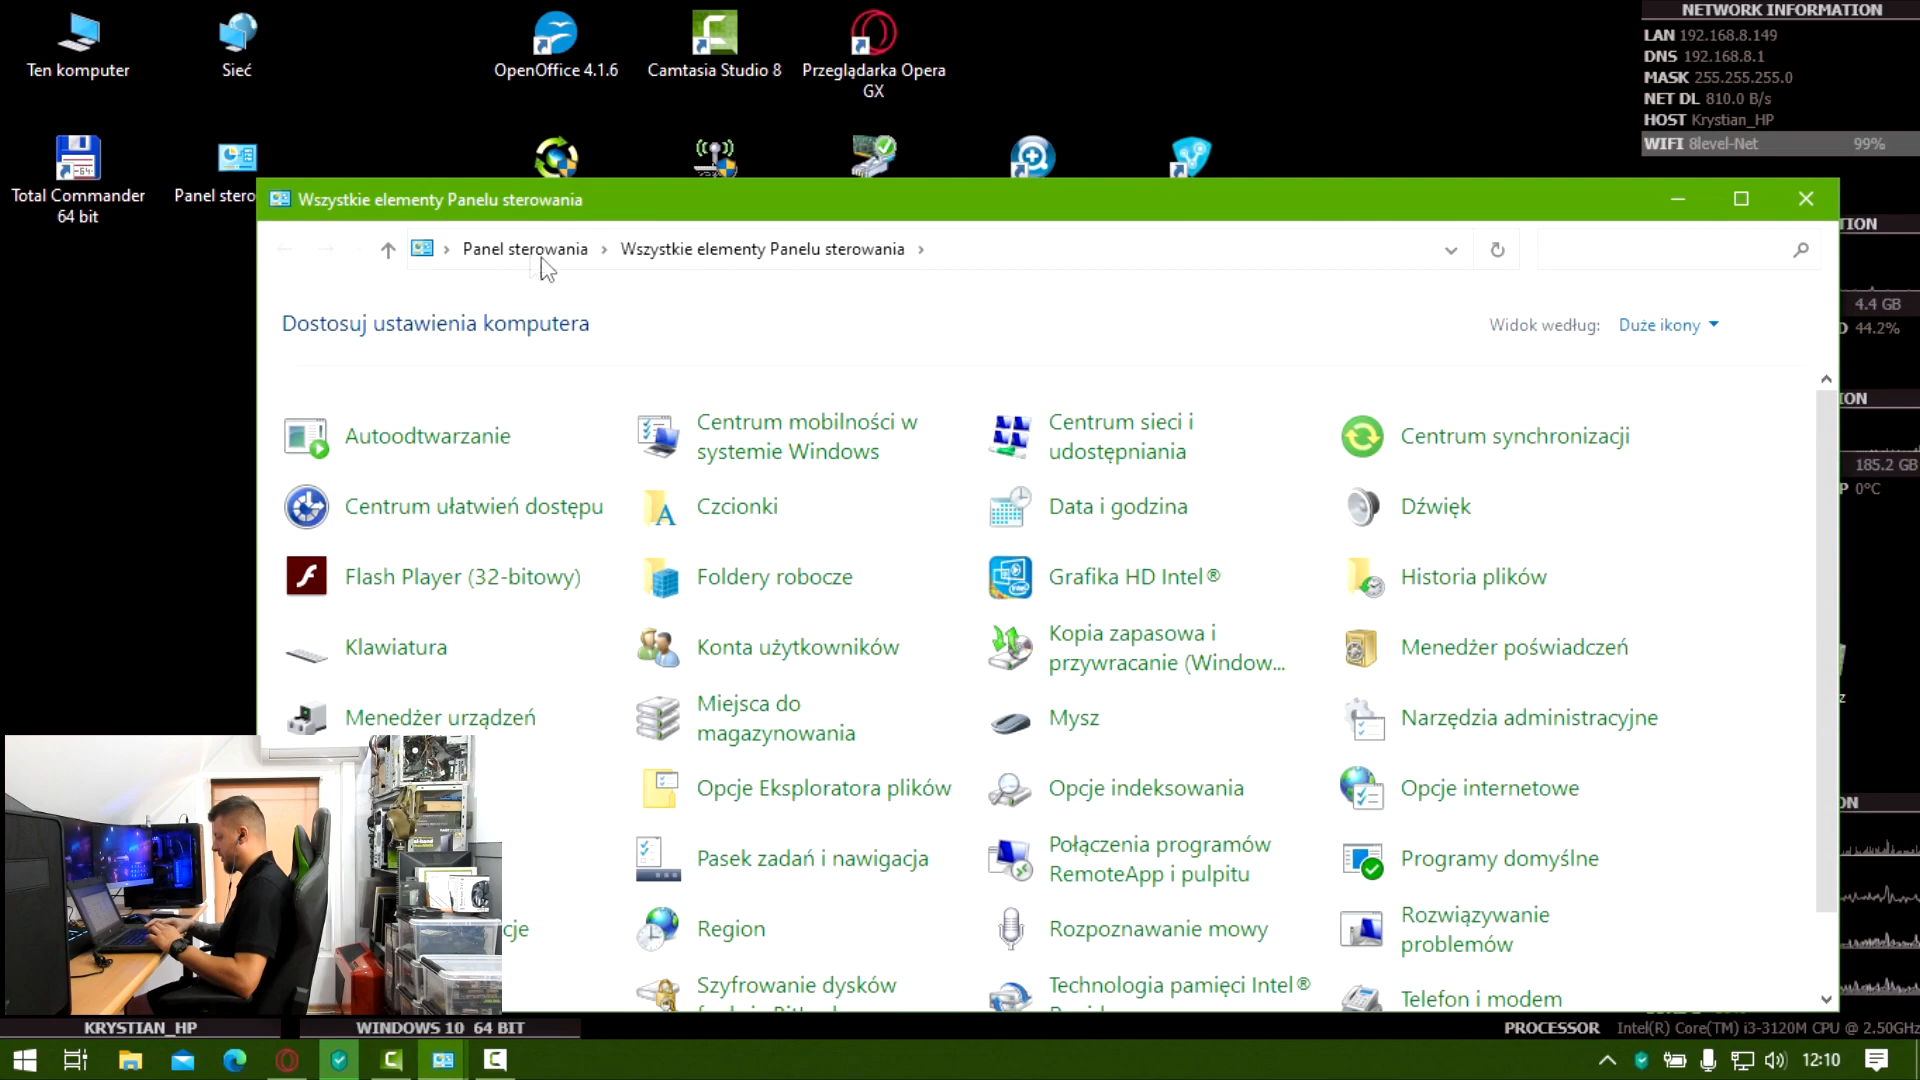 Ten komputer
Sieć
OpenOffice 4.1.6
Camtasia Studio 8
Przeglądarka Opera
GX
NETWORK INFORMATION
LAN 192.168.8.149
DNS 192.168.8.1
MASK 255.255.255.0
NET DL 810.0 B/s
HOST Krystian_HP
WIFI 8level-Net 99%
Total Commander
64 bit
Panel stero
Wszystkie elementy Panelu sterowania
Panel sterowania
Wszystkie elementy Panelu sterowania
Dostosuj ustawienia komputera
Widok według: Duże ikony
TION
4.4 GB
44.2%
ION
185.2 GB
P 0°C
ON
Autoodtwarzanie
Centrum mobilności w
systemie Windows
Centrum sieci i
udostępniania
Centrum synchronizacji
Centrum ułatwień dostępu
Czcionki
Data i godzina
Dźwięk
Flash Player (32-bitowy)
Foldery robocze
Grafika HD Intel®
Historia plików
Klawiatura
Konta użytkowników
Kopia zapasowa i
przywracanie (Window...
Menedżer poświadczeń
Menedżer urządzeń
Miejsca do
magazynowania
Mysz
Narzędzia administracyjne
Opcje Eksploratora plików
Opcje indeksowania
Opcje internetowe
Pasek zadań i nawigacja
Połączenia programów
RemoteApp i pulpitu
Programy domyślne
cje
Region
Rozpoznawanie mowy
Rozwiązywanie
problemów
Szyfrowanie dysków
Technologia pamięci Intel®
Telefon i modem
KRYSTIAN_HP
WINDOWS 10 64 BIT
PROCESSOR Intel(R) Core(TM) i3-3120M CPU @ 2.50GHz
12:10